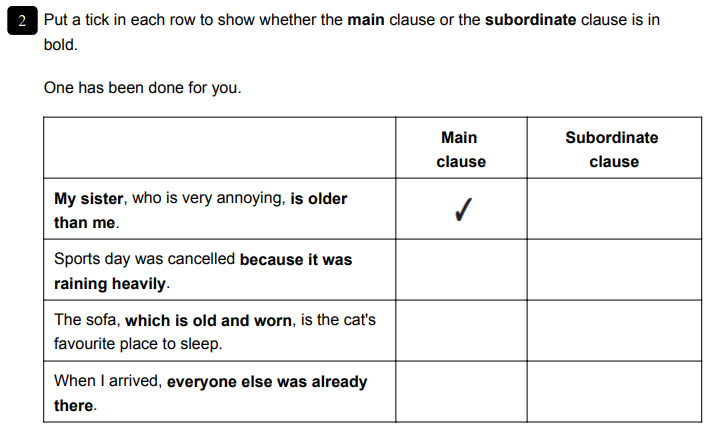 2 Put a tick in each row to show whether the main clause or the subordinate clause is in
bold.
One has been done for you.
Main
clause
Subordinate
clause
My sister, who is very annoying, is older
than me.
✓
Sports day was cancelled because it was
raining heavily.
The sofa, which is old and worn, is the cat's
favourite place to sleep.
When I arrived, everyone else was already
there.